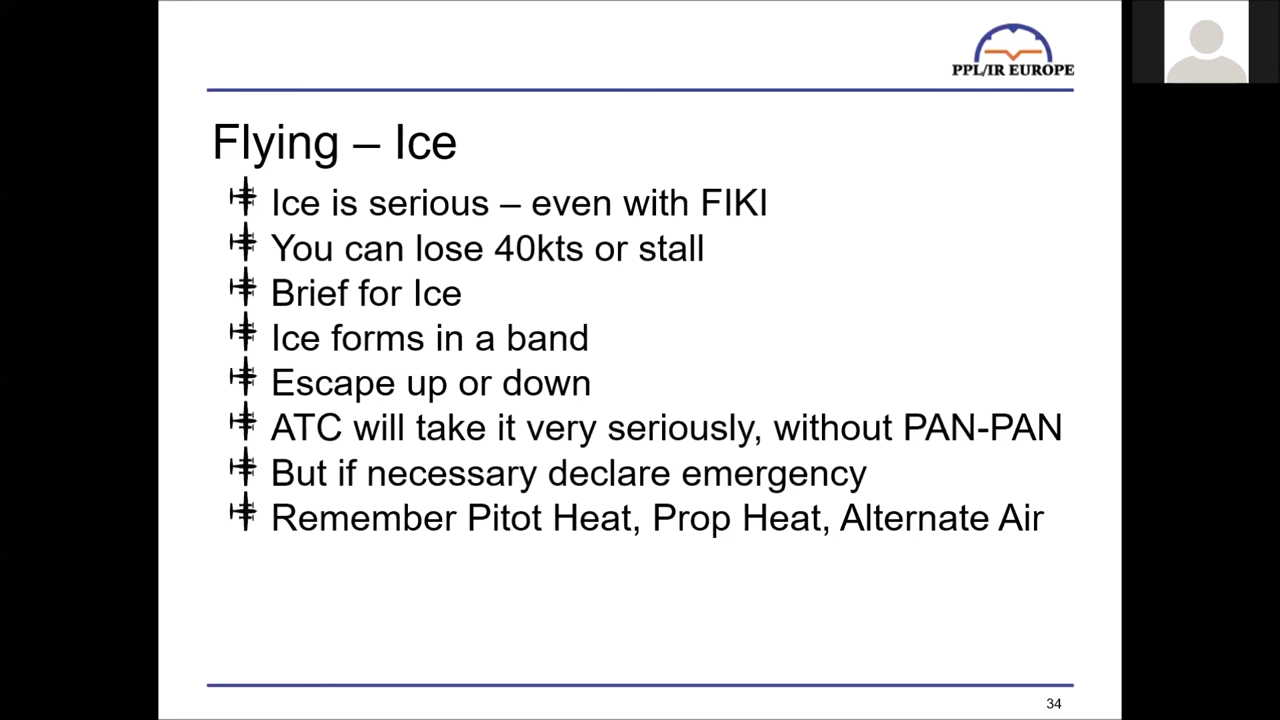 PPL/IR EUROPE
Flying – Ice
Ice is serious – even with FIKI
You can lose 40kts or stall
Brief for Ice
Ice forms in a band
Escape up or down
ATC will take it very seriously, without PAN-PAN
But if necessary declare emergency
Remember Pitot Heat, Prop Heat, Alternate Air
34